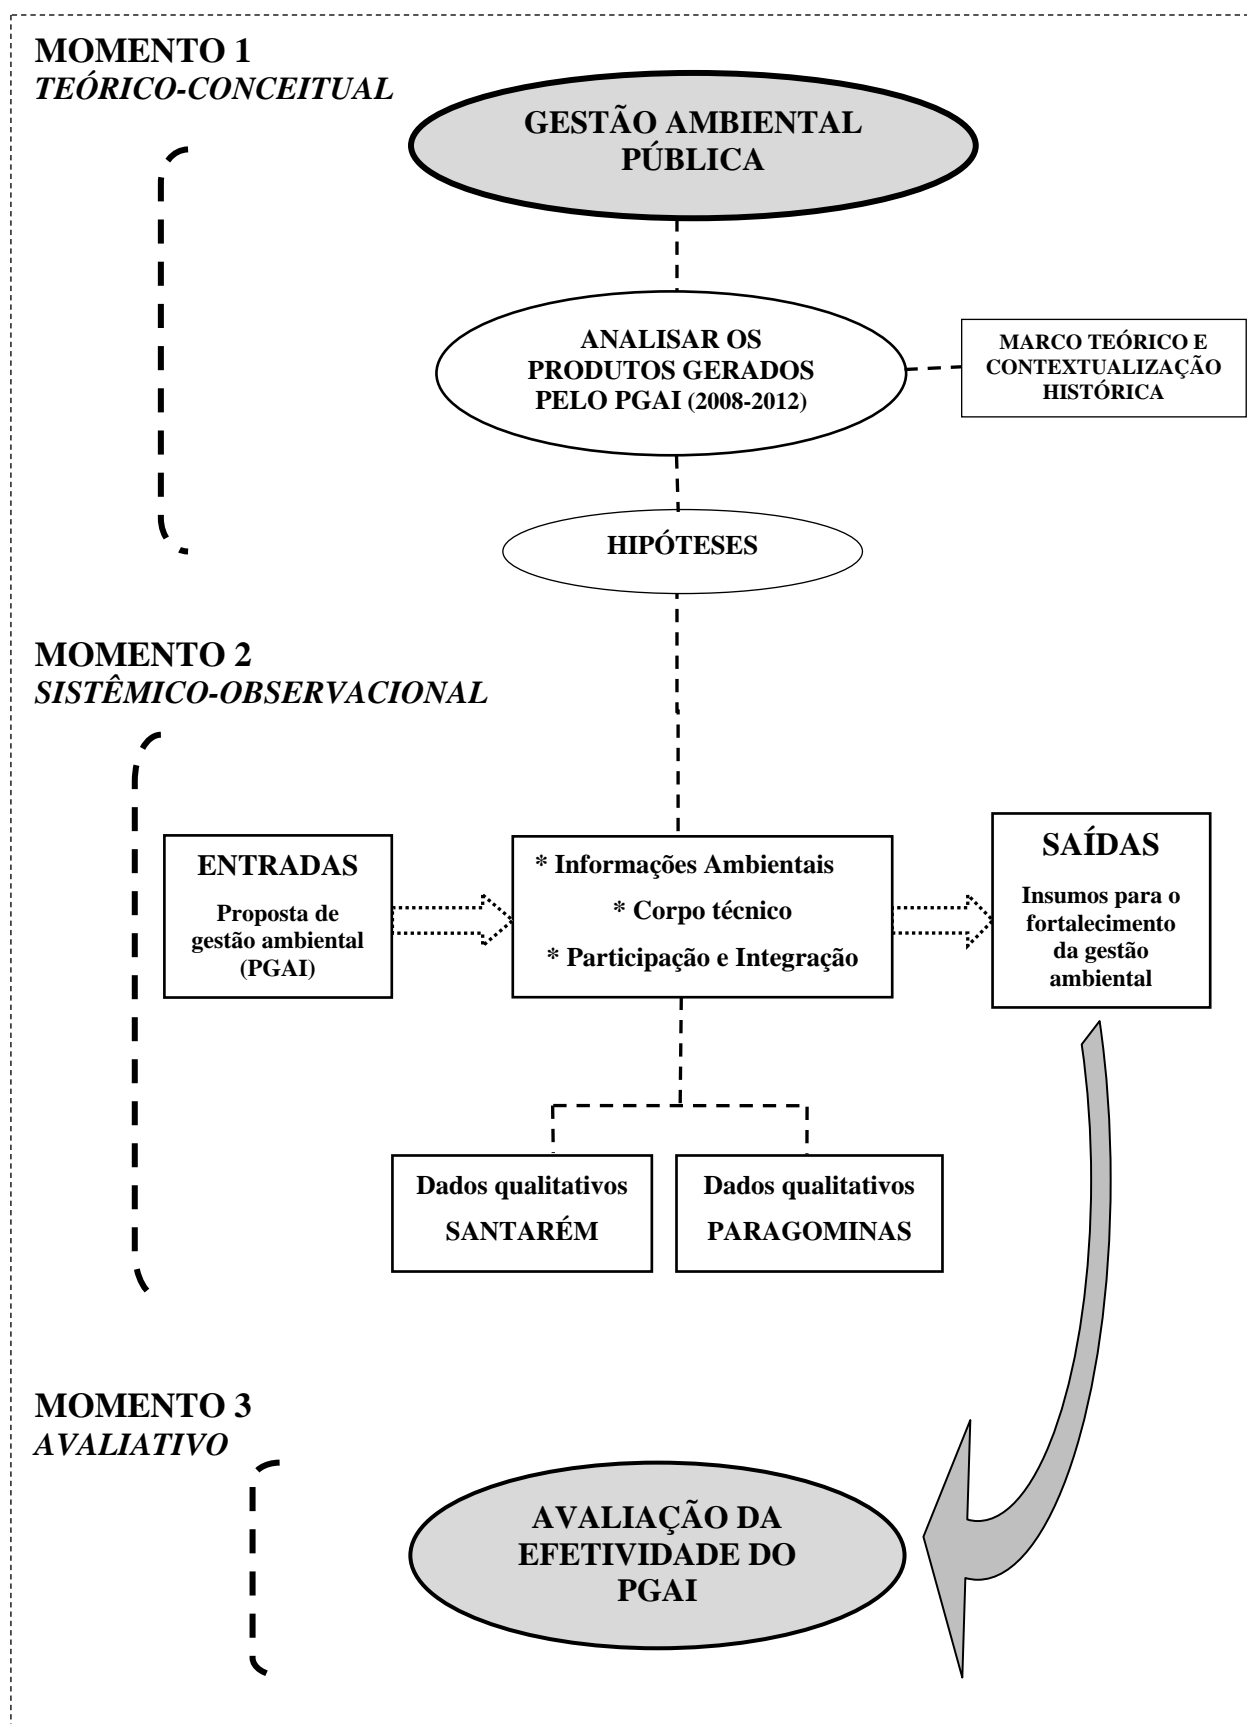 MOMENTO 1
TEÓRICO-CONCEITUAL
GESTÃO AMBIENTAL
PÚBLICA
ANALISAR OS
PRODUTOS GERADOS
PELO PGAI (2008-2012)
MARCO TEÓRICO E
CONTEXTUALIZAÇÃO
HISTÓRICA
HIPÓTESES
MOMENTO 2
SISTÊMICO-OBSERVACIONAL
ENTRADAS
Proposta de
gestão ambiental
(PGAI)
* Informações Ambientais
* Corpo técnico
* Participação e Integração
SAÍDAS
Insumos para o
fortalecimento
da gestão
ambiental
Dados qualitativos
SANTARÉM
Dados qualitativos
PARAGOMINAS
MOMENTO 3
AVALIATIVO
AVALIAÇÃO DA
EFETIVIDADE DO
PGAI